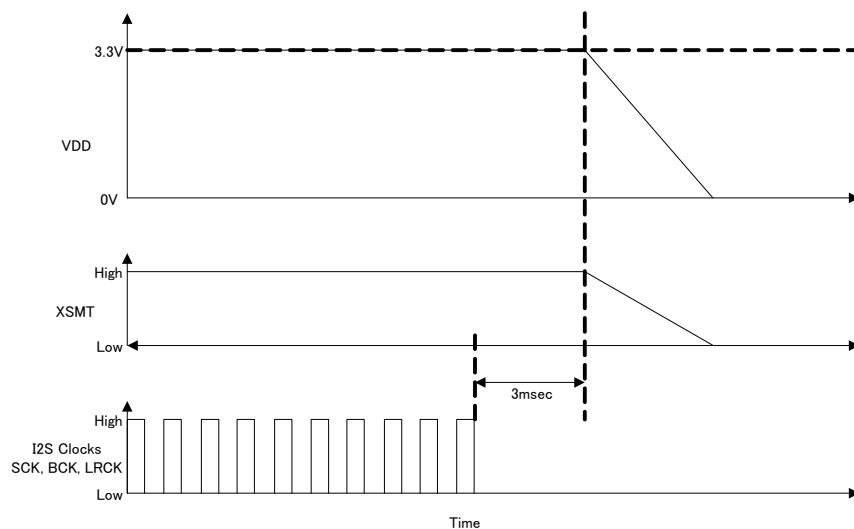 3.3V
VDD
0V
High
XSMT
Low
3msec
High
I2S Clocks
SCK, BCK, LRCK
Low
Time